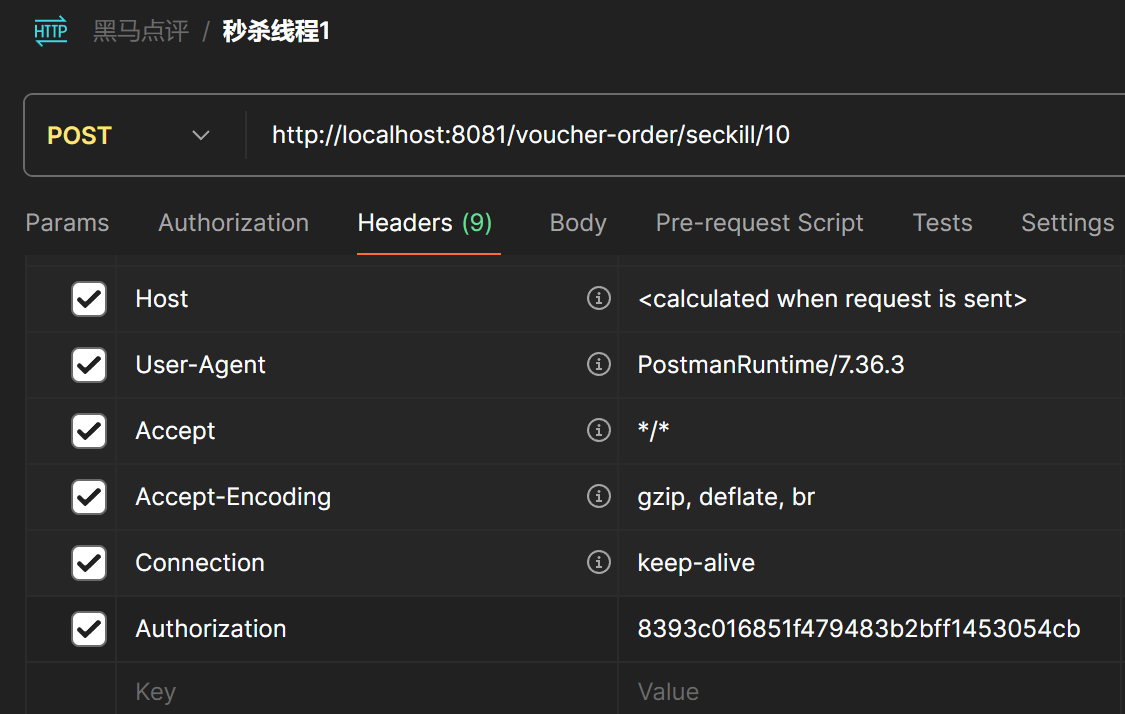 HTTP 黑马点评 / 秒杀线程1
POST http://localhost:8081/voucher-order/seckill/10
Params Authorization Headers (9) Body Pre-request Script Tests Settings
Host <calculated when request is sent>
User-Agent PostmanRuntime/7.36.3
Accept */*
Accept-Encoding gzip, deflate, br
Connection keep-alive
Authorization 8393c016851f479483b2bff1453054cb
Key Value